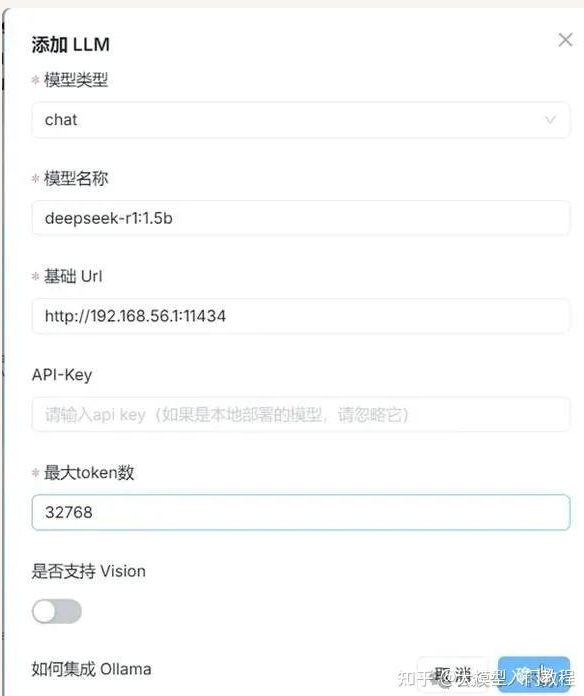 添加 LLM
* 模型类型
chat
* 模型名称
deepseek-r1:1.5b
* 基础 Url
http://192.168.56.1:11434
API-Key
请输入api key（如果是本地部署的模型，请忽略它）
* 最大token数
32768
是否支持 Vision
如何集成 Ollama
取消
知乎 @大模型入门教程